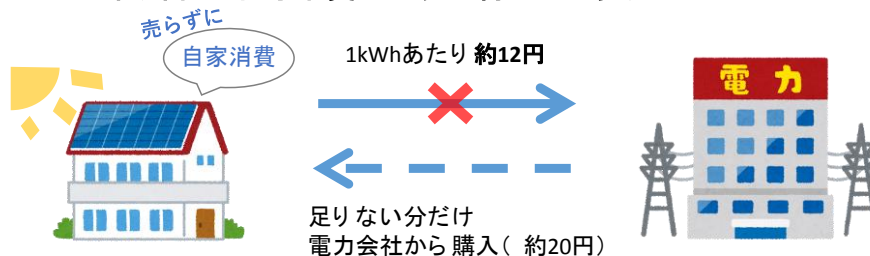 売らずに
自家消費
1kWhあたり 約12円
電力
足りない分だけ
電力会社から購入( 約20円)